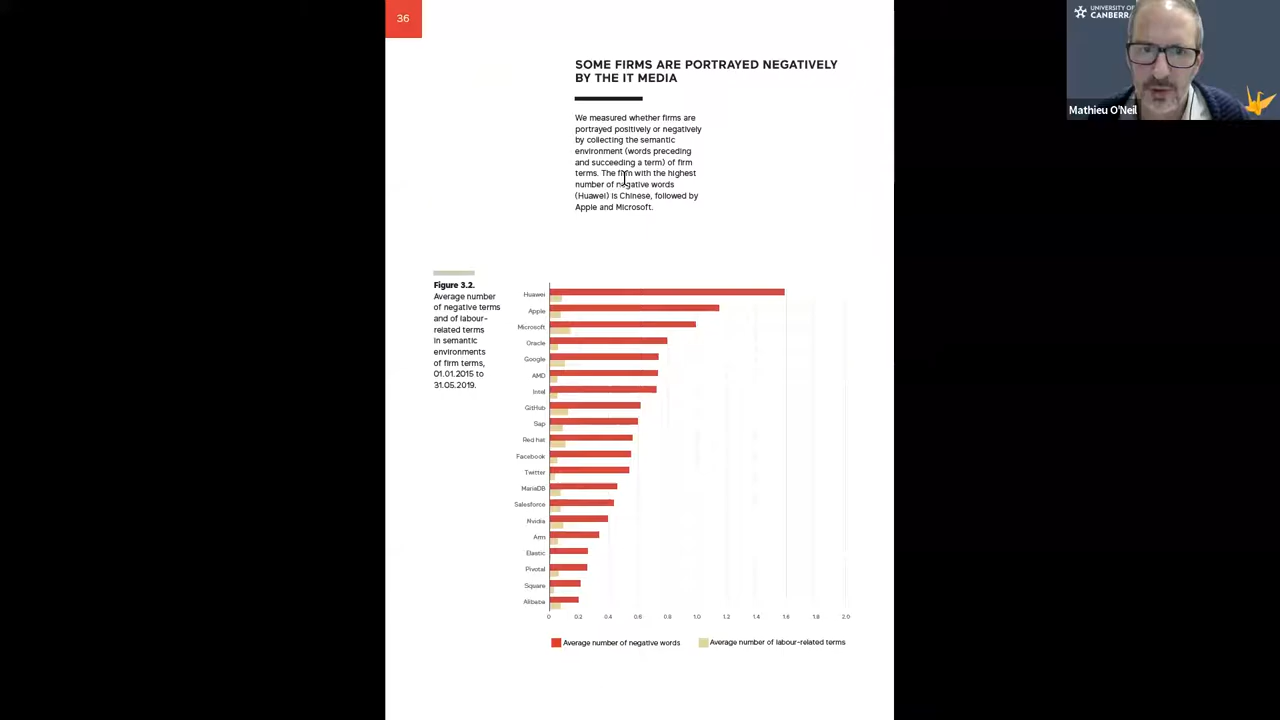 36
SOME FIRMS ARE PORTRAYED NEGATIVELY
BY THE IT MEDIA
We measured whether firms are
portrayed positively or negatively
by collecting the semantic
environment (words preceding
and succeeding a term) of firm
terms. The firm with the highest
number of negative words
(Huawei) is Chinese, followed by
Apple and Microsoft.
Figure 3.2.
Average number
of negative terms
and of labour-
related terms
in semantic
environments
of firm terms,
01.01.2015 to
31.05.2019.
Huawei
Apple
Microsoft
Oracle
Google
AMD
Intel
GitHub
Sap
Red hat
Facebook
Twitter
MariaDB
Salesforce
Nvidia
Arm
Elastic
Pivotal
Square
Alibaba
0 0.2 0.4 0.6 0.8 1.0 1.2 1.4 1.6 1.8 2.0
Average number of negative words
Average number of labour-related terms
UNIVERSITY OF
CANBERRA
Mathieu O'Neil